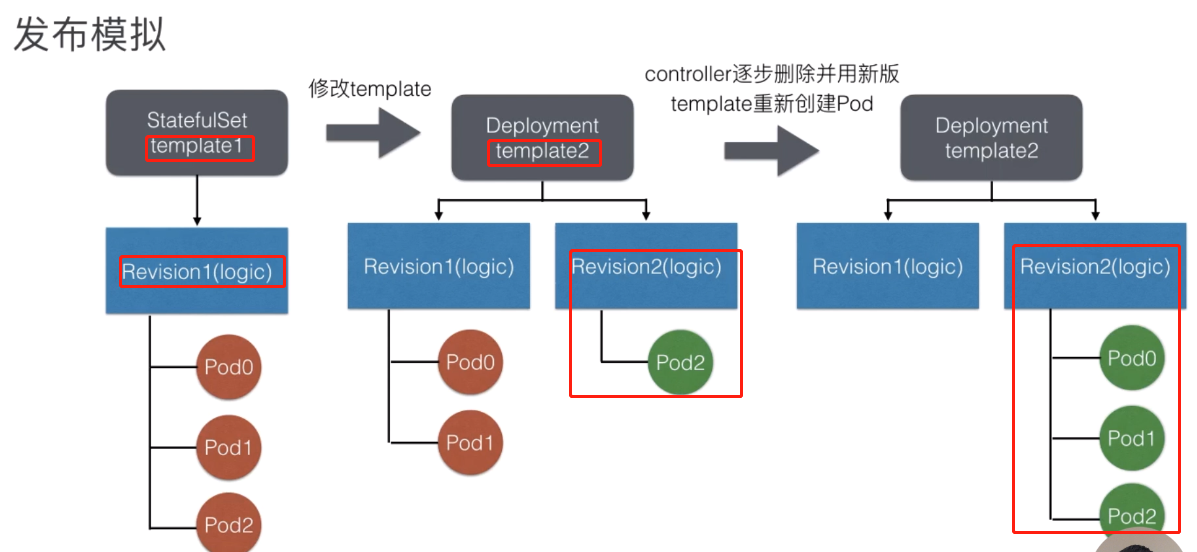 发布模拟
修改template
controller逐步删除并用新版
template重新创建Pod
StatefulSet
template1
Deployment
template2
Deployment
template2
Revision1(logic)
Revision1(logic)
Revision2(logic)
Revision1(logic)
Revision2(logic)
Pod0
Pod1
Pod2
Pod0
Pod1
Pod2
Pod0
Pod1
Pod2